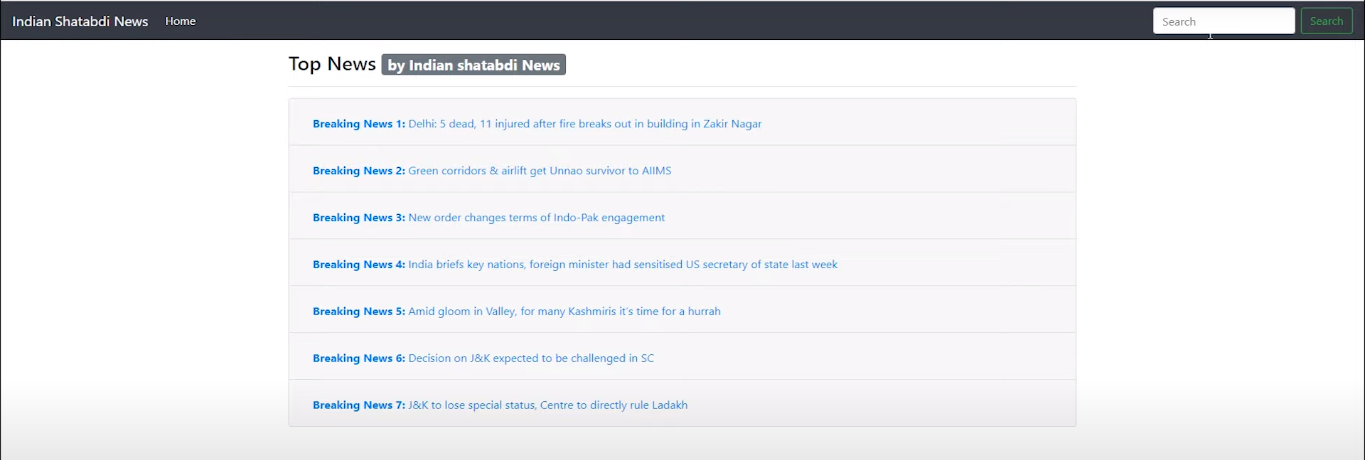 Indian Shatabdi News Home Search Search
Top News by Indian shatabdi News
Breaking News 1: Delhi: 5 dead, 11 injured after fire breaks out in building in Zakir Nagar
Breaking News 2: Green corridors & airlift get Unnao survivor to AIIMS
Breaking News 3: New order changes terms of Indo-Pak engagement
Breaking News 4: India briefs key nations, foreign minister had sensitised US secretary of state last week
Breaking News 5: Amid gloom in Valley, for many Kashmiris it's time for a hurrah
Breaking News 6: Decision on J&K expected to be challenged in SC
Breaking News 7: J&K to lose special status, Centre to directly rule Ladakh